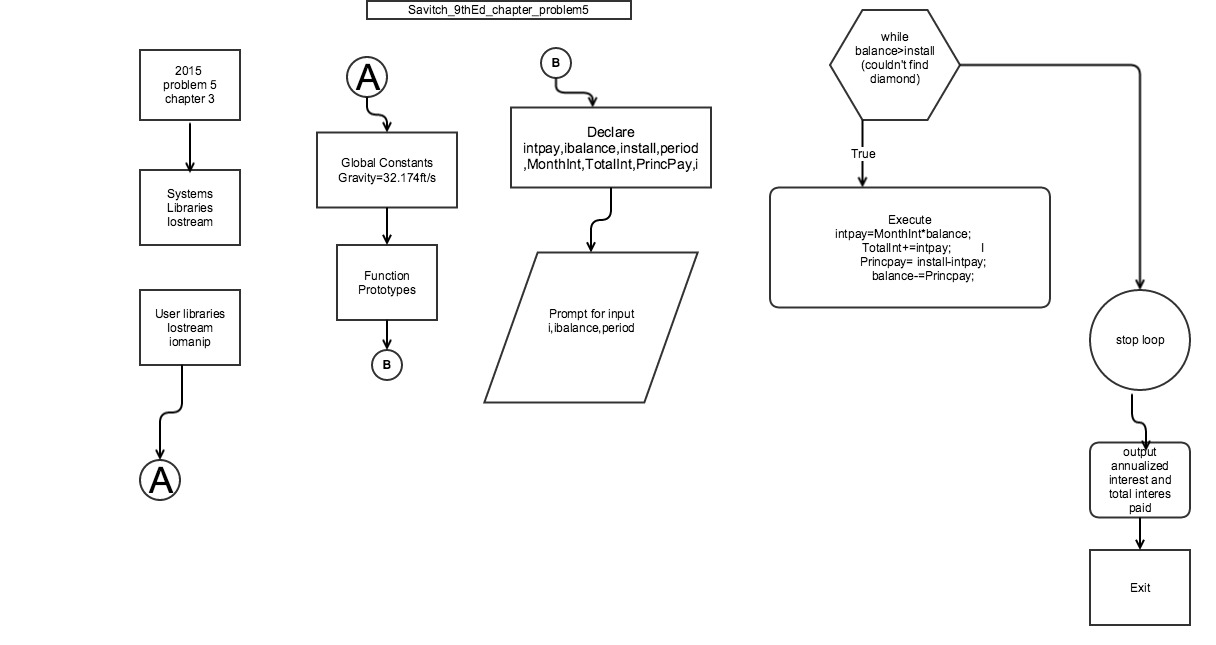 Savitch_9thEd_chapter_problem5
2015
problem 5
chapter 3
Systems
Libraries
Iostream
User libraries
Iostream
iomanip
A
A
Global Constants
Gravity=32.174ft/s
Function
Prototypes
B
B
Declare
intpay,ibalance,install,period
,MonthInt,TotalInt,PrincPay,i
Prompt for input
i,ibalance,period
while
balance>install
(couldn't find
diamond)
True
Execute
intpay=MonthInt*balance;
TotalInt+=intpay; I
Princpay= install-intpay;
balance-=Princpay;
stop loop
output
annualized
interest and
total interes
paid
Exit